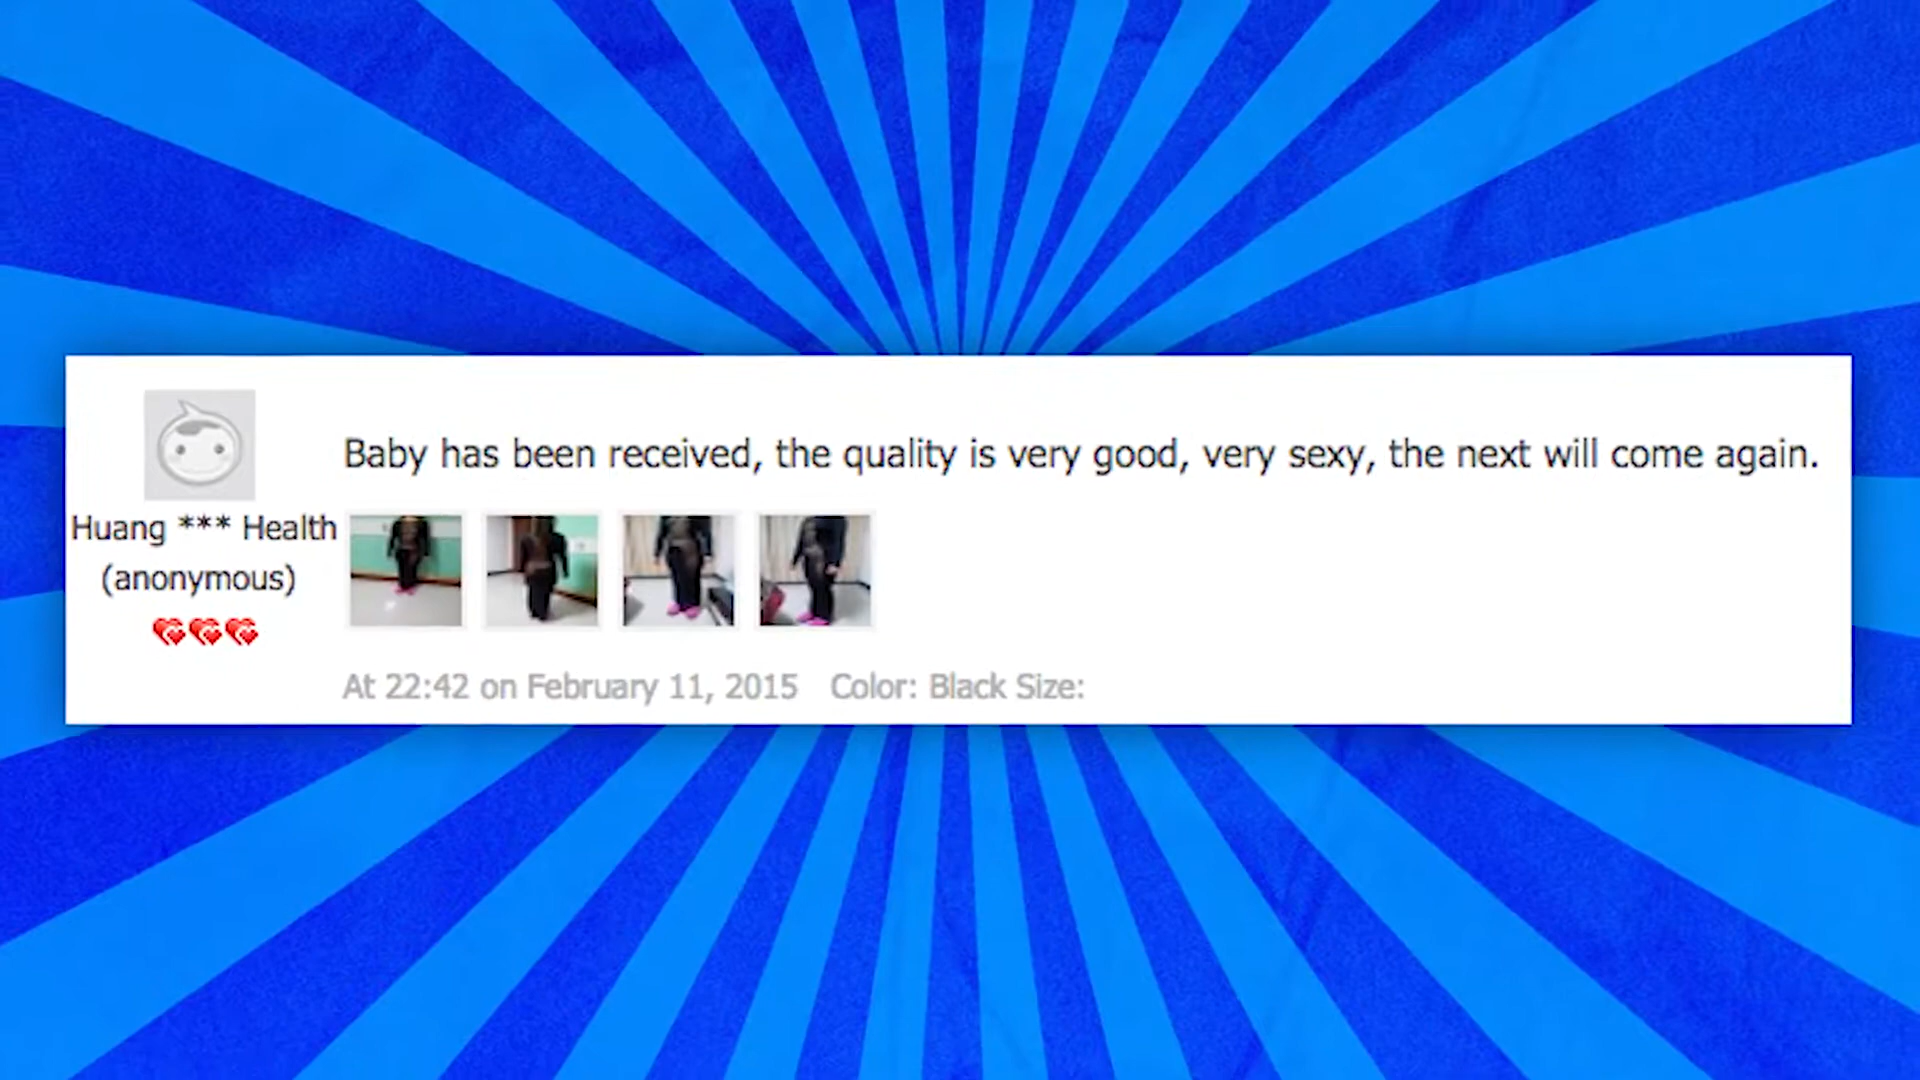 Baby has been received, the quality is very good, very sexy, the next will come again.
Huang *** Health
(anonymous)
At 22:42 on February 11, 2015 Color: Black Size: